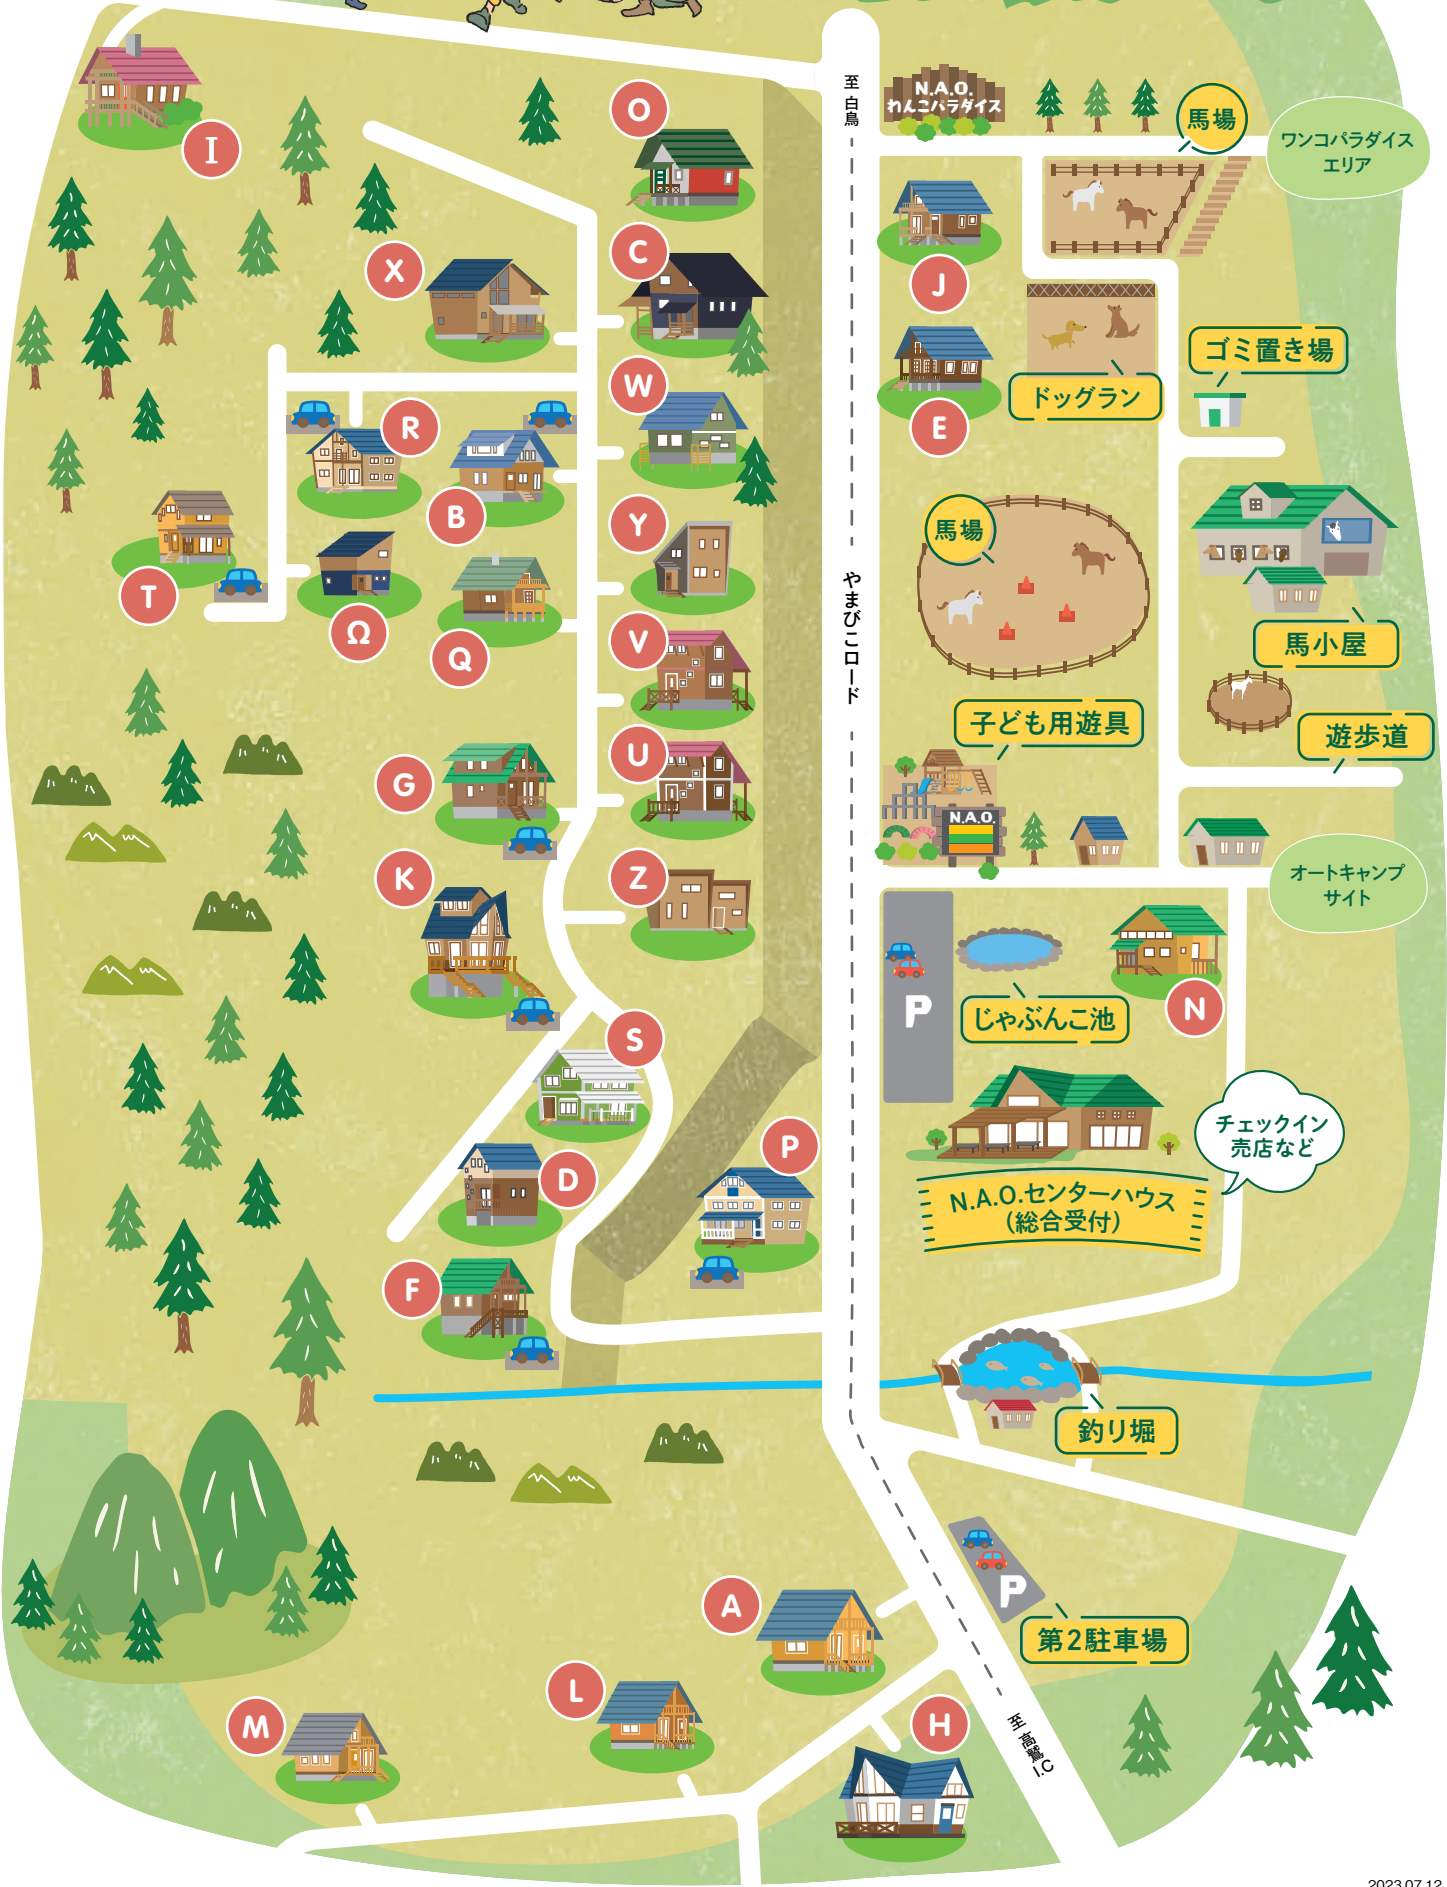 I
O
至 白鳥
N.A.O.
わんこパラダイス
馬場
ワンコパラダイス
エリア
X
C
J
W
ゴミ置き場
ドッグラン
R
E
B
Y
馬場
T
Ω
Q
V
やまびこロード
馬小屋
子ども用遊具
遊歩道
G
U
N.A.O.
K
Z
オートキャンプ
サイト
P
じゃぶんこ池
N
S
チェックイン
売店など
P
D
N.A.O.センターハウス
(総合受付)
F
釣り堀
P
A
第2駐車場
L
M
H
至 高鷲 I.C
2023.07.12